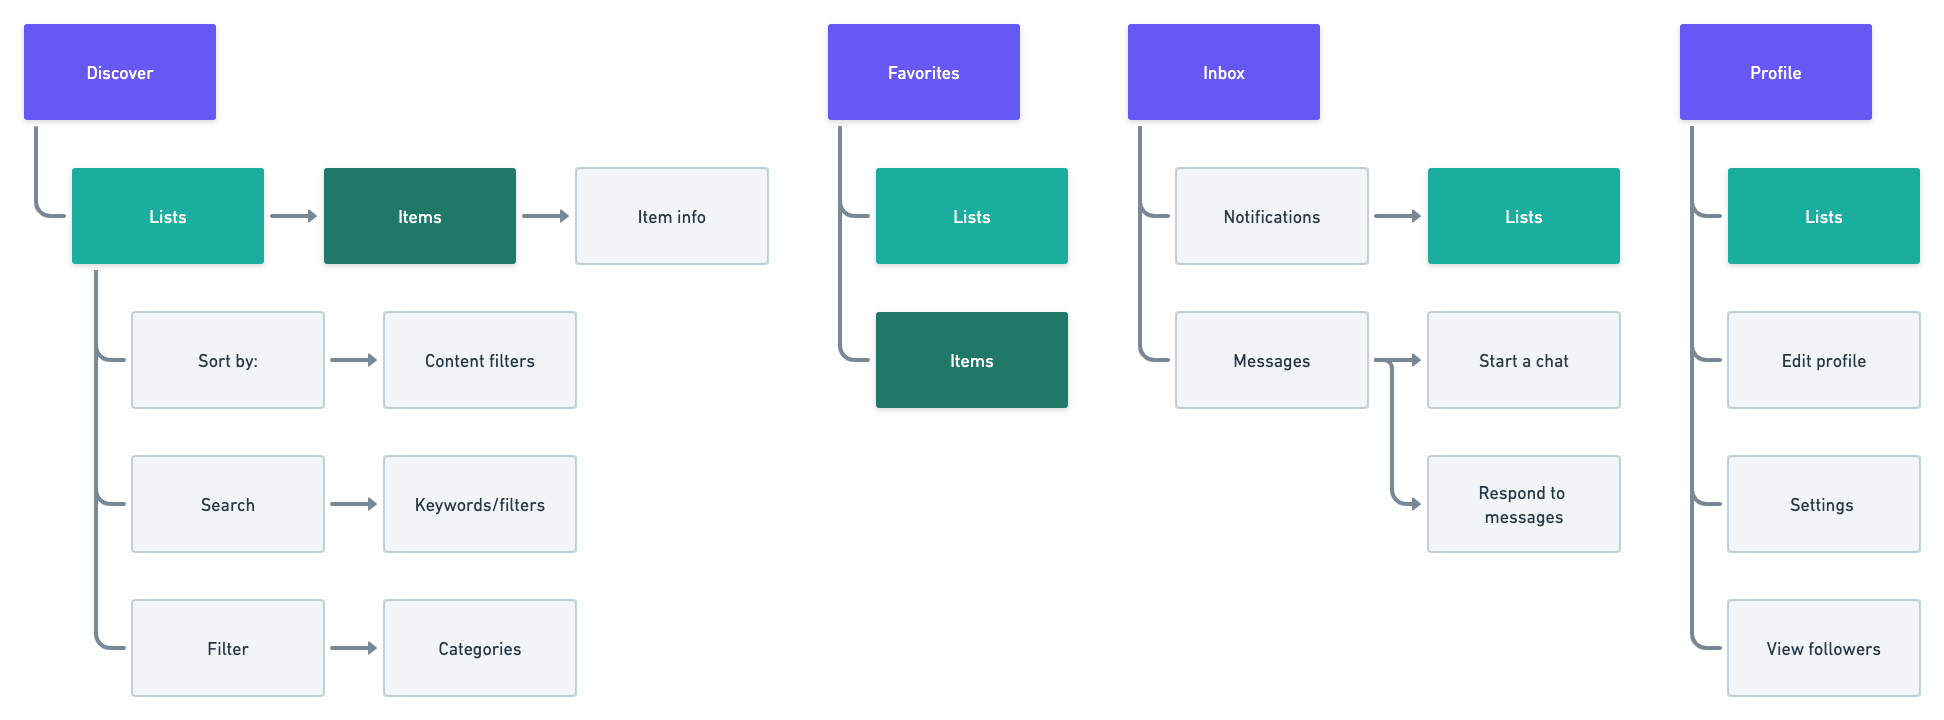 Discover
Favorites
Inbox
Profile
Lists
Items
Item info
Lists
Notifications
Lists
Lists
Sort by:
Content filters
Items
Messages
Start a chat
Edit profile
Search
Keywords/filters
Respond to
messages
Settings
Filter
Categories
View followers